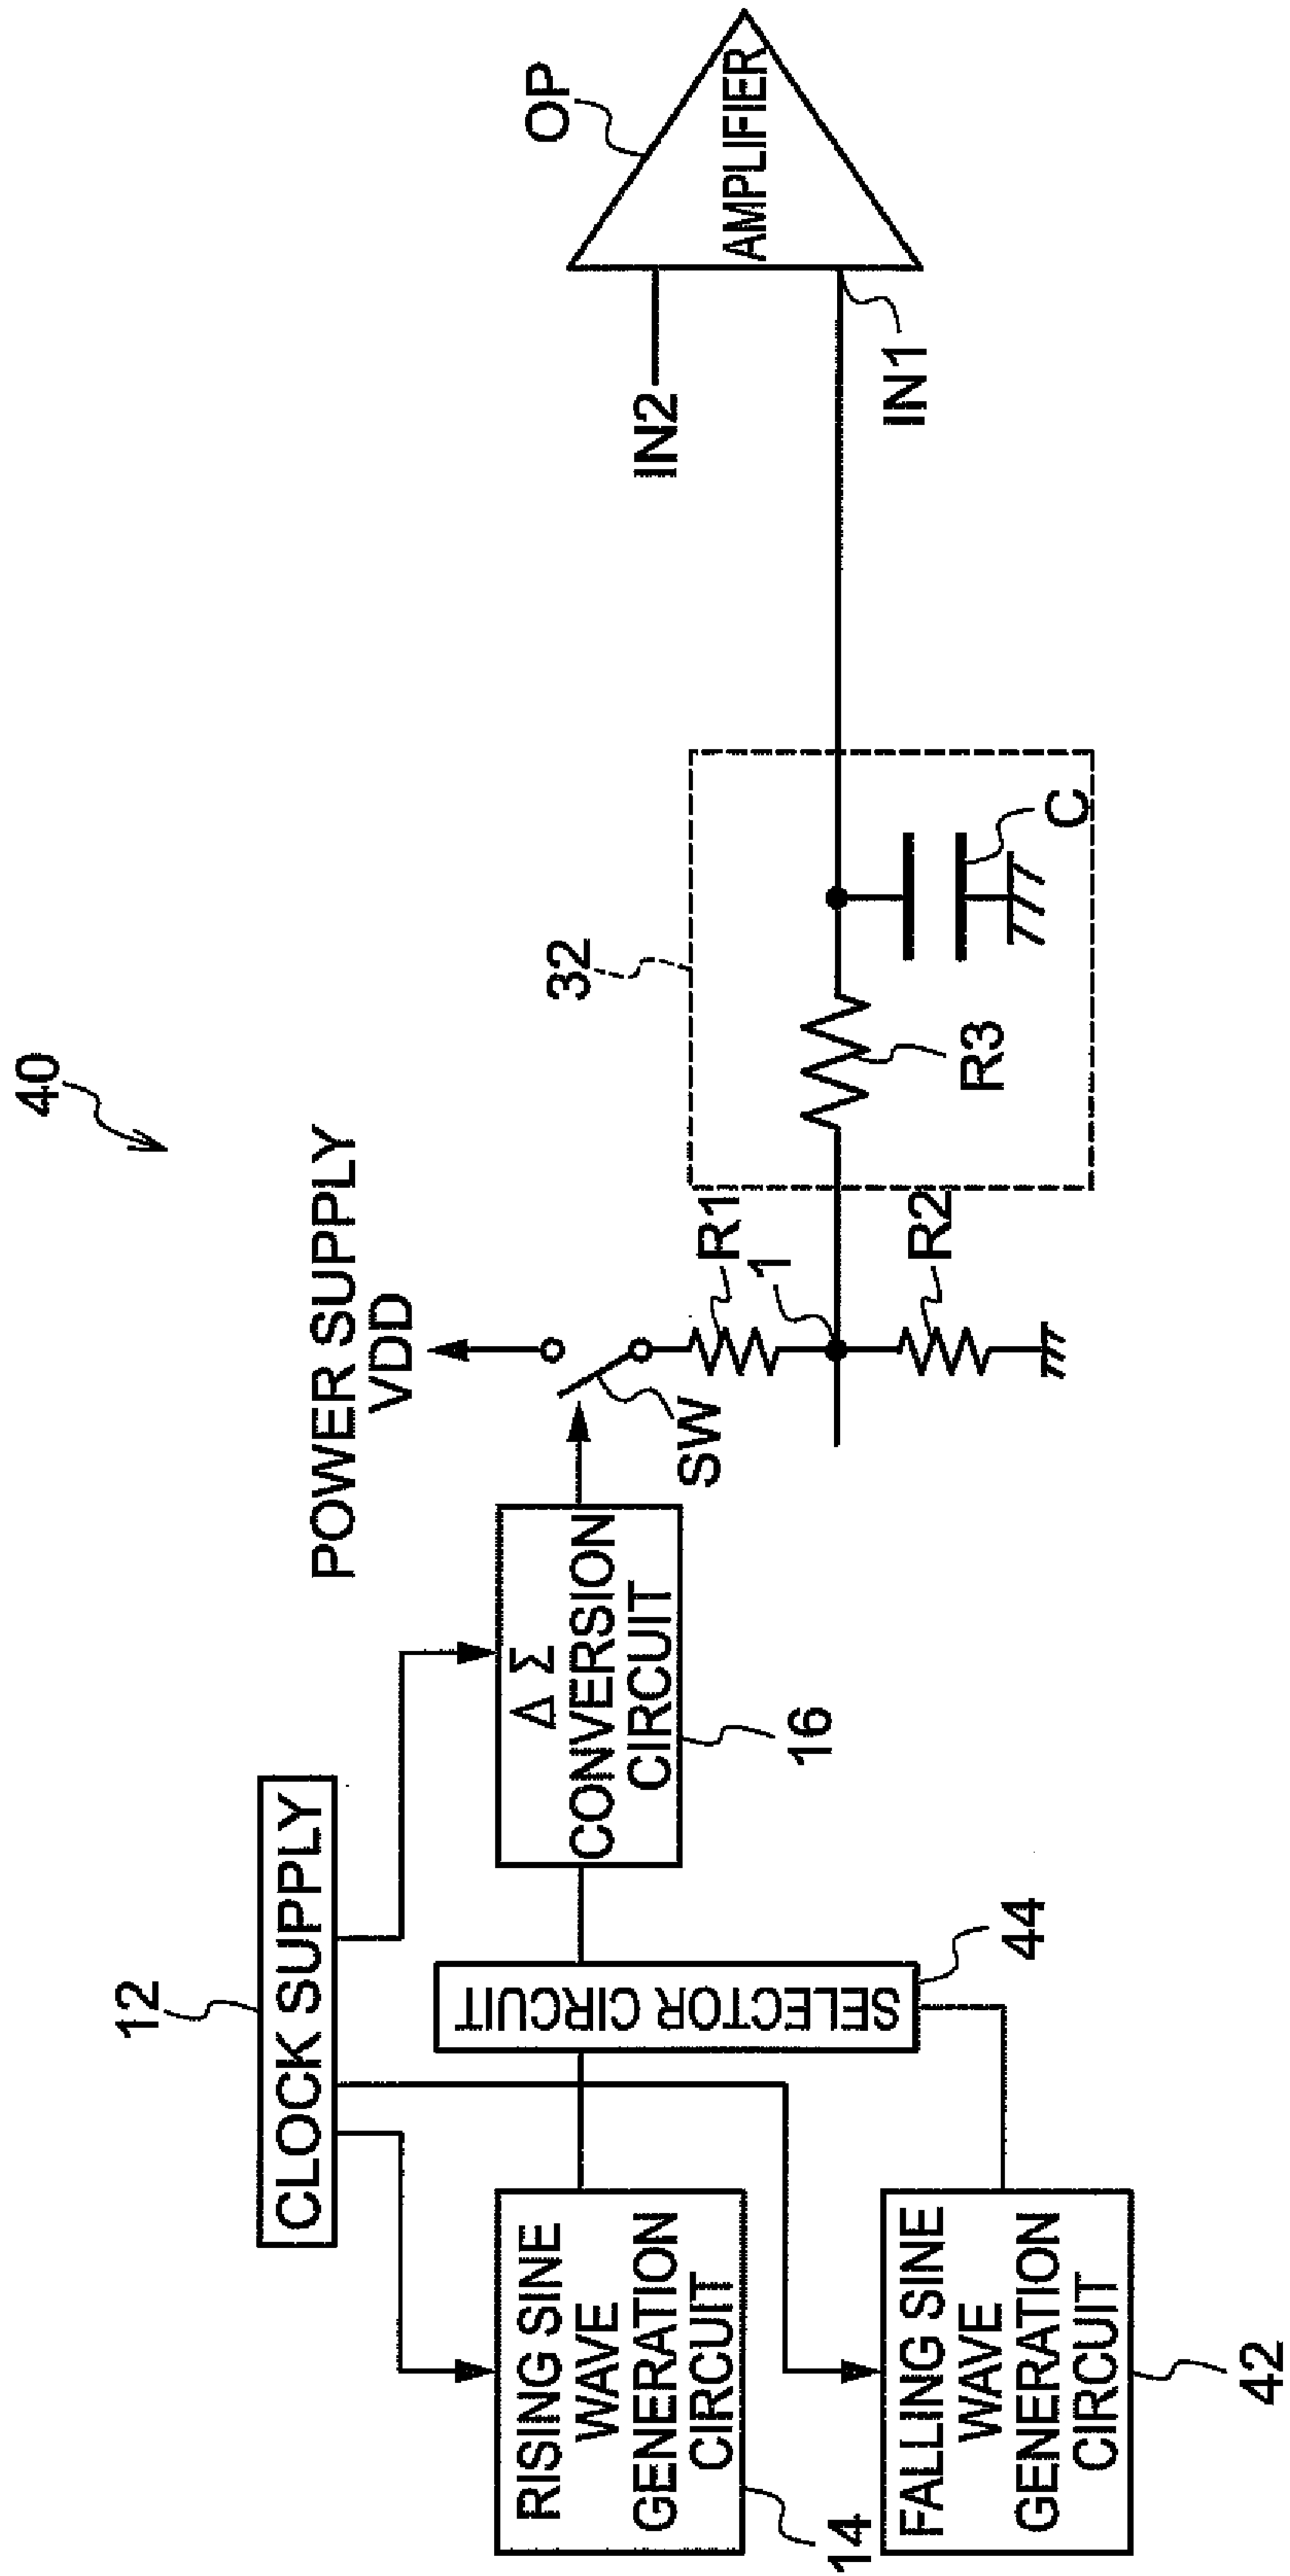 40
12
CLOCK SUPPLY
POWER SUPPLY
VDD
OP
AMPLIFIER
IN2
IN1
32
RISING SINE
WAVE
GENERATION
CIRCUIT
14
SELECTOR CIRCUIT
44
Δ Σ
CONVERSION
CIRCUIT
16
SW
R1
1
R2
R3
C
FALLING SINE
WAVE
GENERATION
CIRCUIT
42